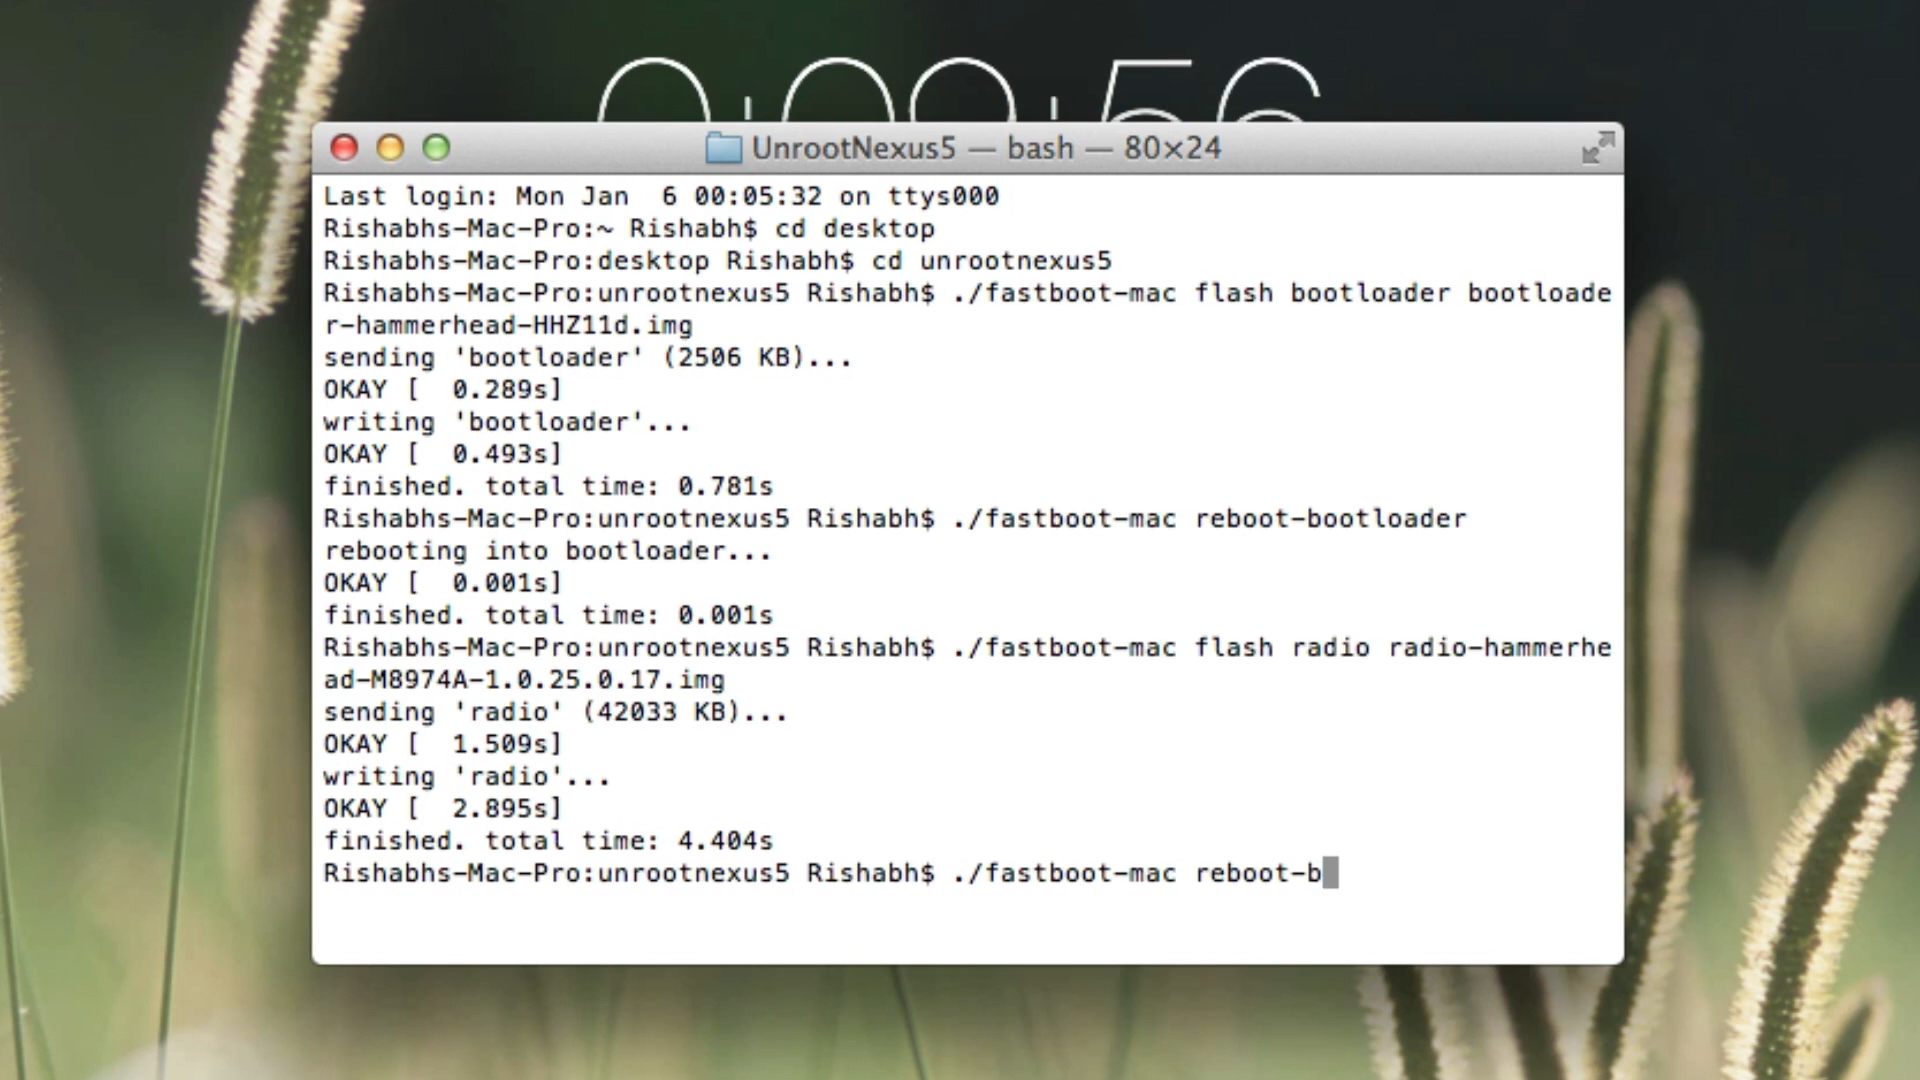 UnrootNexus5 — bash — 80×24
Last login: Mon Jan  6 00:05:32 on ttys000
Rishabhs-Mac-Pro:~ Rishabh$ cd desktop
Rishabhs-Mac-Pro:desktop Rishabh$ cd unrootnexus5
Rishabhs-Mac-Pro:unrootnexus5 Rishabh$ ./fastboot-mac flash bootloader bootloade
r-hammerhead-HHZ11d.img
sending 'bootloader' (2506 KB)...
OKAY [  0.289s]
writing 'bootloader'...
OKAY [  0.493s]
finished. total time: 0.781s
Rishabhs-Mac-Pro:unrootnexus5 Rishabh$ ./fastboot-mac reboot-bootloader
rebooting into bootloader...
OKAY [  0.001s]
finished. total time: 0.001s
Rishabhs-Mac-Pro:unrootnexus5 Rishabh$ ./fastboot-mac flash radio radio-hammerhe
ad-M8974A-1.0.25.0.17.img
sending 'radio' (42033 KB)...
OKAY [  1.509s]
writing 'radio'...
OKAY [  2.895s]
finished. total time: 4.404s
Rishabhs-Mac-Pro:unrootnexus5 Rishabh$ ./fastboot-mac reboot-b